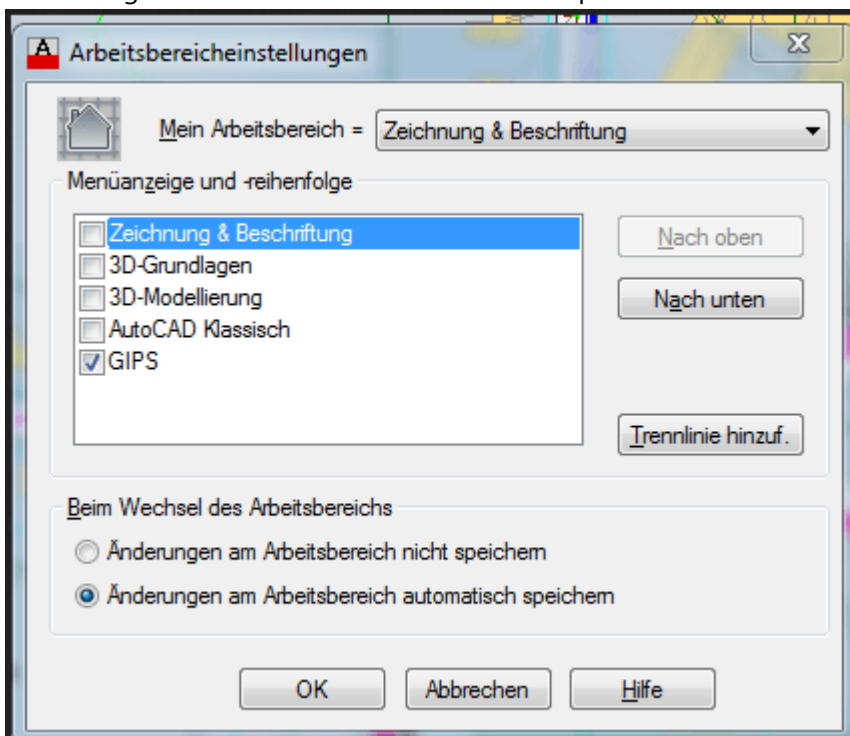 Arbeitsbereicheinstellungen
Mein Arbeitsbereich = Zeichnung & Beschriftung
Menüanzeige und -reihenfolge
Zeichnung & Beschriftung
3D-Grundlagen
3D-Modellierung
AutoCAD Klassisch
GIPS
Nach oben
Nach unten
Trennlinie hinzuf.
Beim Wechsel des Arbeitsbereichs
Änderungen am Arbeitsbereich nicht speichern
Änderungen am Arbeitsbereich automatisch speichern
OK Abbrechen Hilfe